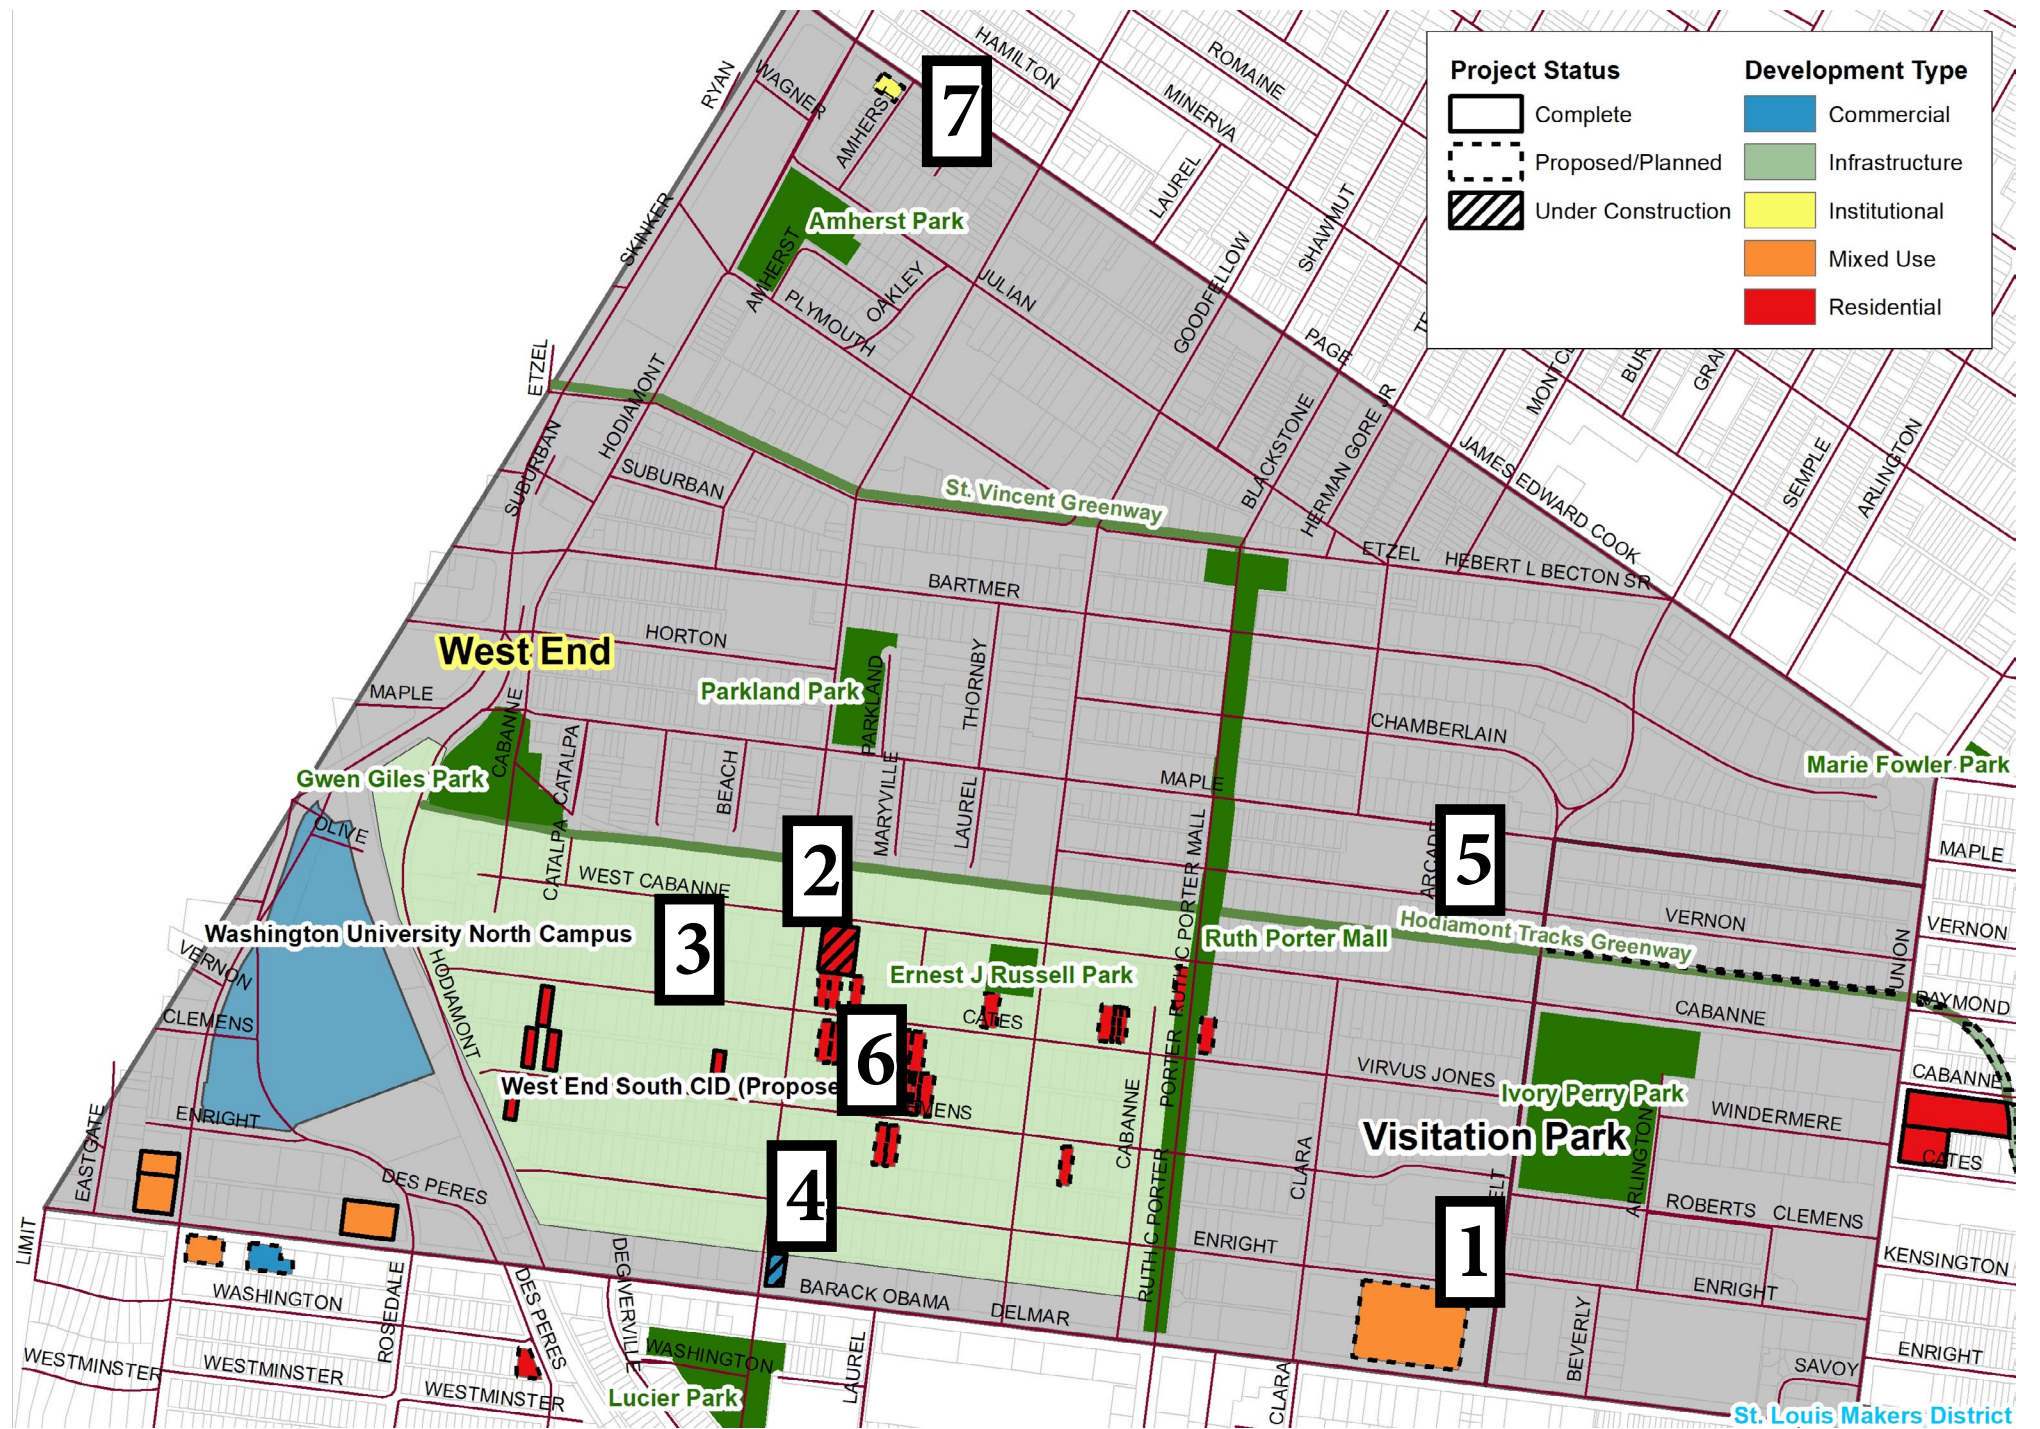 HAMILTON
ROMAINE
RYAN
WAGNER
7
MINERVA
AMHERST
LAUREL
SHAWMUT
SKINKER
Amherst Park
AMHERST
OAKLEY
JULIAN
GOODFELLOW
PLYMOUTH
PAGE
Project Status
Complete
Proposed/Planned
Under Construction
Development Type
Commercial
Infrastructure
Institutional
Mixed Use
Residential
ETZEL
HODIAMONT
SUBURBAN
SUBURBAN
St. Vincent Greenway
BLACKSTONE
HERMAN GORE JR
JAMES EDWARD COOK
SEMPLE
ARLINGTON
ETZEL
HEBERT L BECTON SR
BARTMER
HORTON
West End
MAPLE
Parkland Park
PARKLAND
THORNBY
CHAMBERLAIN
Marie Fowler Park
Gwen Giles Park
CABANNE
CATALPA
BEACH
MARYVILLE
LAUREL
MAPLE
OLIVE
CATALPA
WEST CABANNE
2
RUTH C PORTER MALL
ARCADE
5
MAPLE
VERNON
VERNON
Washington University North Campus
3
Ruth Porter Mall
Hodiamont Tracks Greenway
UNION
VERNON
HODIAMONT
Ernest J Russell Park
RAYMOND
CLEMENS
CATES
CABANNE
6
PORTER
VIRVUS JONES
CABANNE
West End South CID (Propose
Ivory Perry Park
ENRIGHT
WINDERMERE
EASTGATE
CABANNE
Visitation Park
ARLINGTON
CATES
CLARA
DES PERES
4
ROBERTS
CLEMENS
LIMIT
RUTH C PORTER
ENRIGHT
1
KENSINGTON
ENRIGHT
DEGIVERVILLE
BARACK OBAMA
DELMAR
WASHINGTON
ROSEDALE
DES PERES
BEVERLY
ENRIGHT
WESTMINSTER
WESTMINSTER
WESTMINSTER
WASHINGTON
LAUREL
SAVOY
Lucier Park
CLARA
St. Louis Makers District